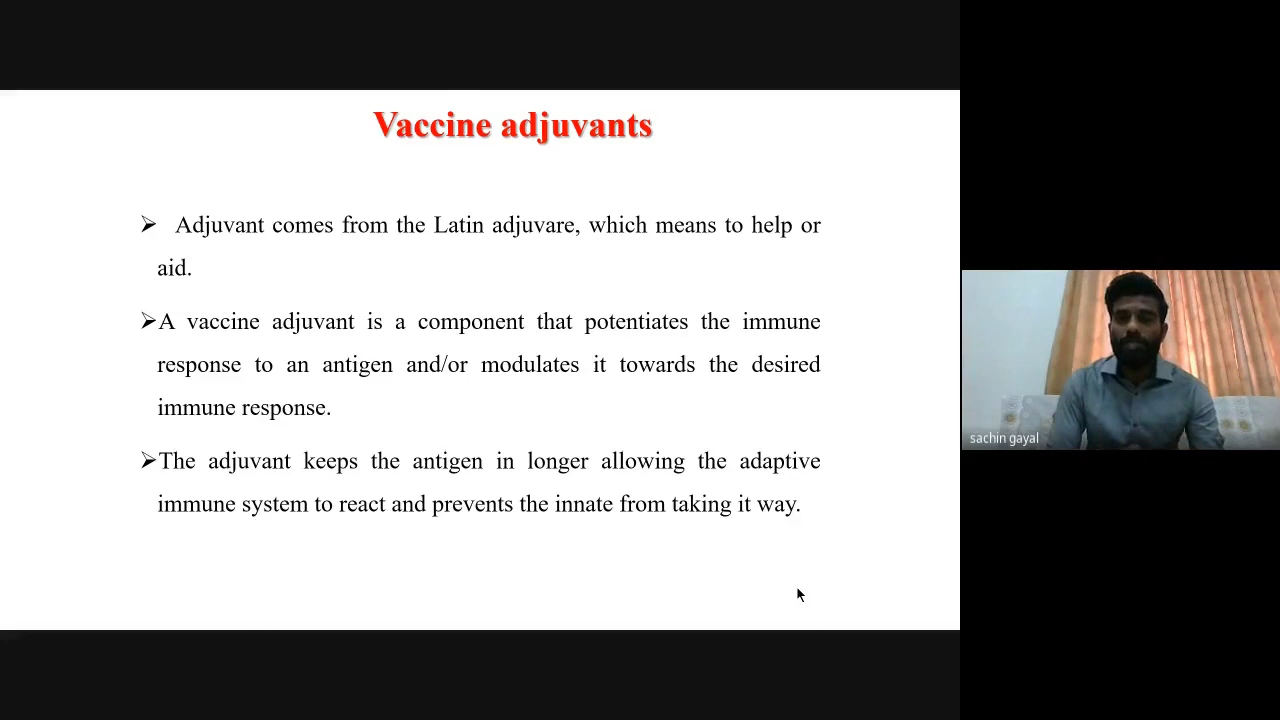 Vaccine adjuvants
➢ Adjuvant comes from the Latin adjuvare, which means to help or
aid.
➢A vaccine adjuvant is a component that potentiates the immune
response to an antigen and/or modulates it towards the desired
immune response.
➢The adjuvant keeps the antigen in longer allowing the adaptive
immune system to react and prevents the innate from taking it way.
sachin gayal